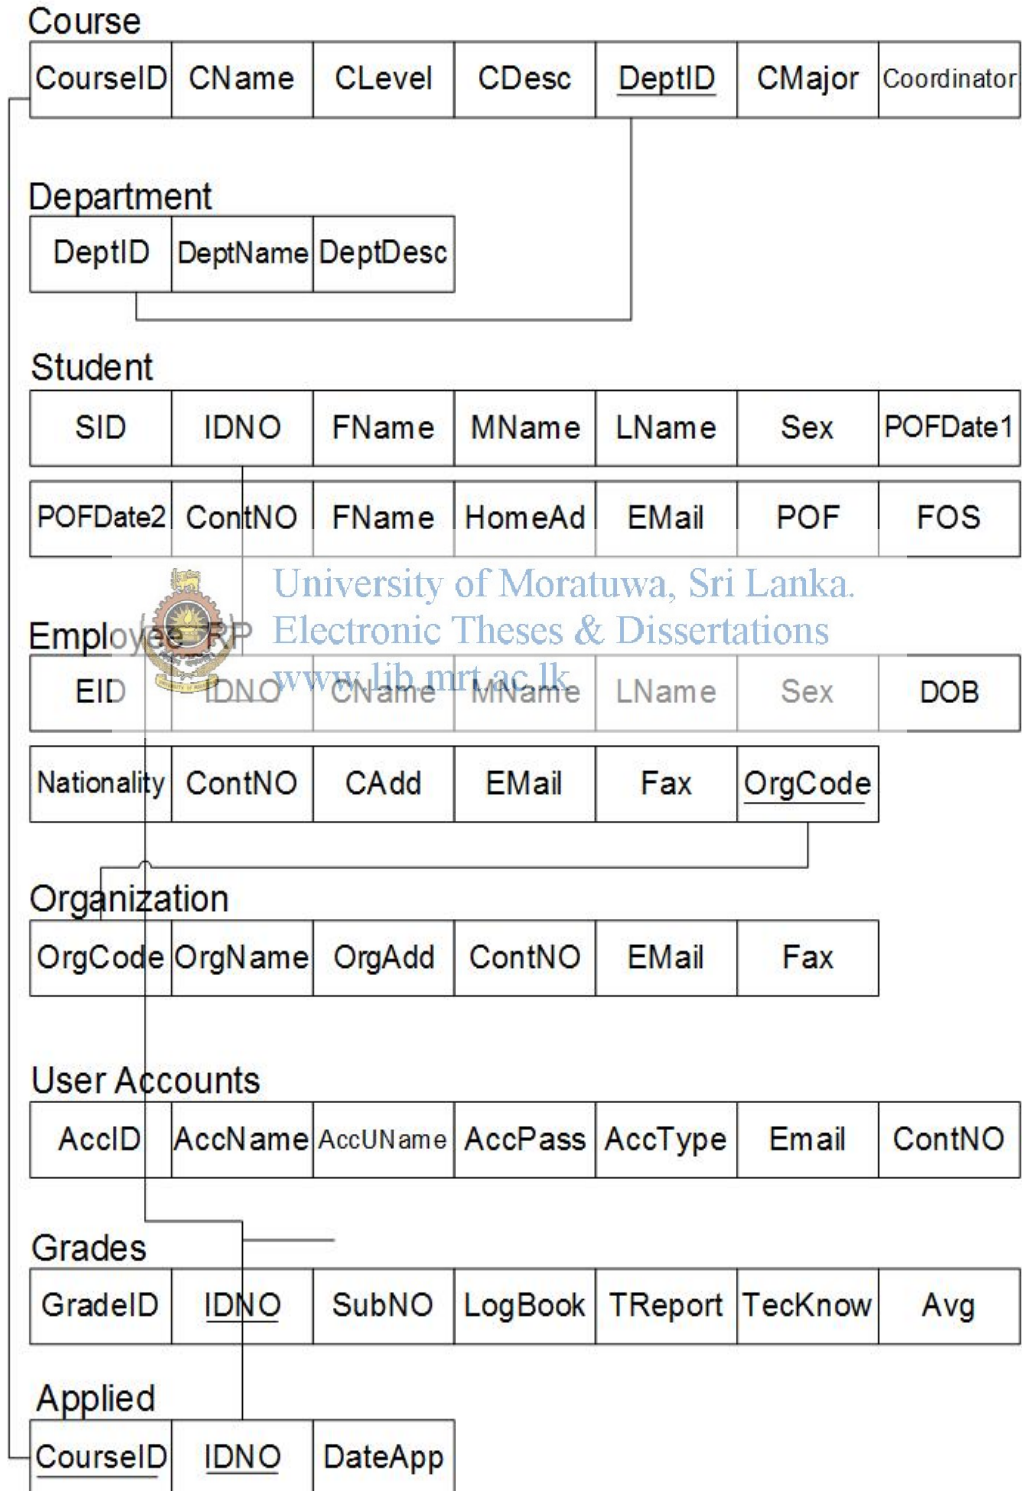 Course
CourseID CName CLevel CDesc DeptID CMajor Coordinator
Department
DeptID DeptName DeptDesc
Student
SID IDNO FName MName LName Sex POFDate1
POFDate2 ContNO FName HomeAd EMail POF FOS
University of Moratuwa, Sri Lanka.
Electronic Theses & Dissertations
www.lib.mrt.ac.lk
Employee_RP
EID IDNO CName MName LName Sex DOB
Nationality ContNO CAdd EMail Fax OrgCode
Organization
OrgCode OrgName OrgAdd ContNO EMail Fax
User Accounts
AccID AccName AccUName AccPass AccType Email ContNO
Grades
GradeID IDNO SubNO LogBook TReport TecKnow Avg
Applied
CourseID IDNO DateApp